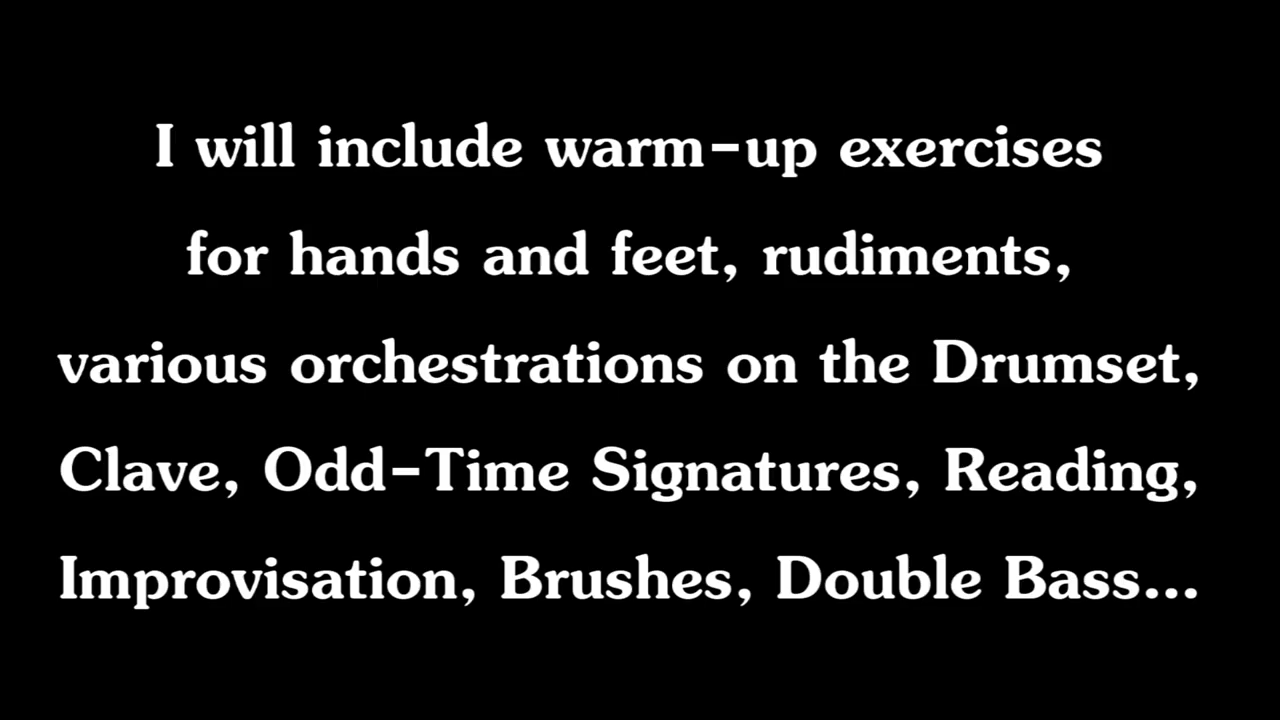 I will include warm-up exercises
for hands and feet, rudiments,
various orchestrations on the Drumset,
Clave, Odd-Time Signatures, Reading,
Improvisation, Brushes, Double Bass...